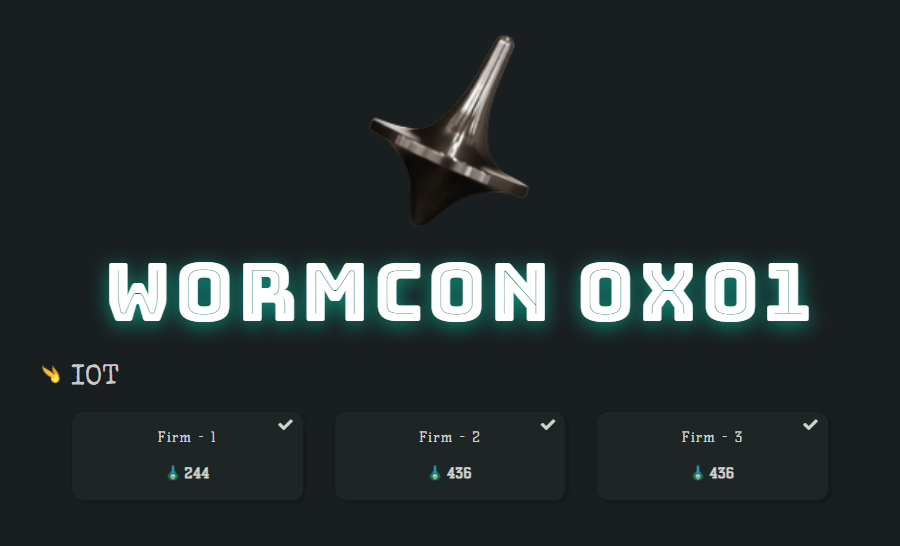 WORMCON 0X01
IOT
Firm - 1
Firm - 2
Firm - 3
244
436
436